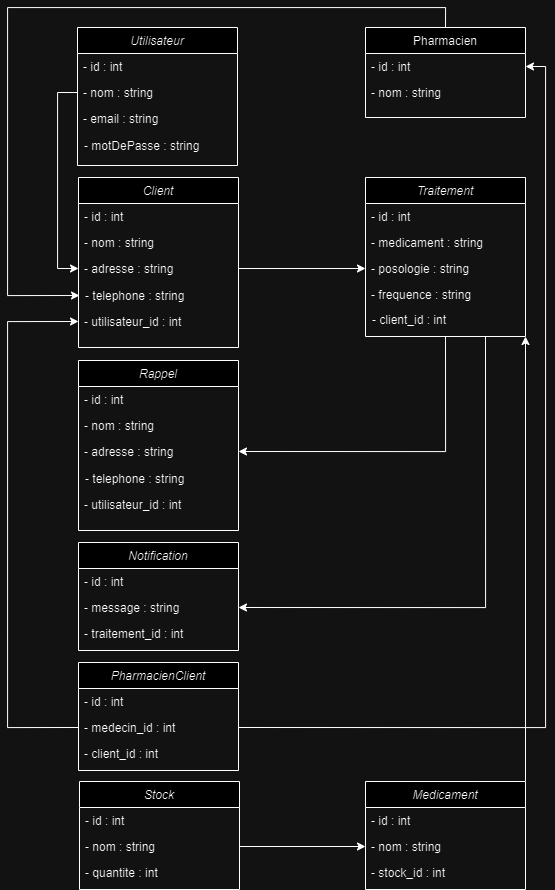 Utilisateur
- id : int
- nom : string
- email : string
- motDePasse : string
Pharmacien
- id : int
- nom : string
Client
- id : int
- nom : string
- adresse : string
- telephone : string
- utilisateur_id : int
Traitement
- id : int
- medicament : string
- posologie : string
- frequence : string
- client_id : int
Rappel
- id : int
- nom : string
- adresse : string
- telephone : string
- utilisateur_id : int
Notification
- id : int
- message : string
- traitement_id : int
PharmacienClient
- id : int
- medecin_id : int
- client_id : int
Stock
- id : int
- nom : string
- quantite : int
Medicament
- id : int
- nom : string
- stock_id : int